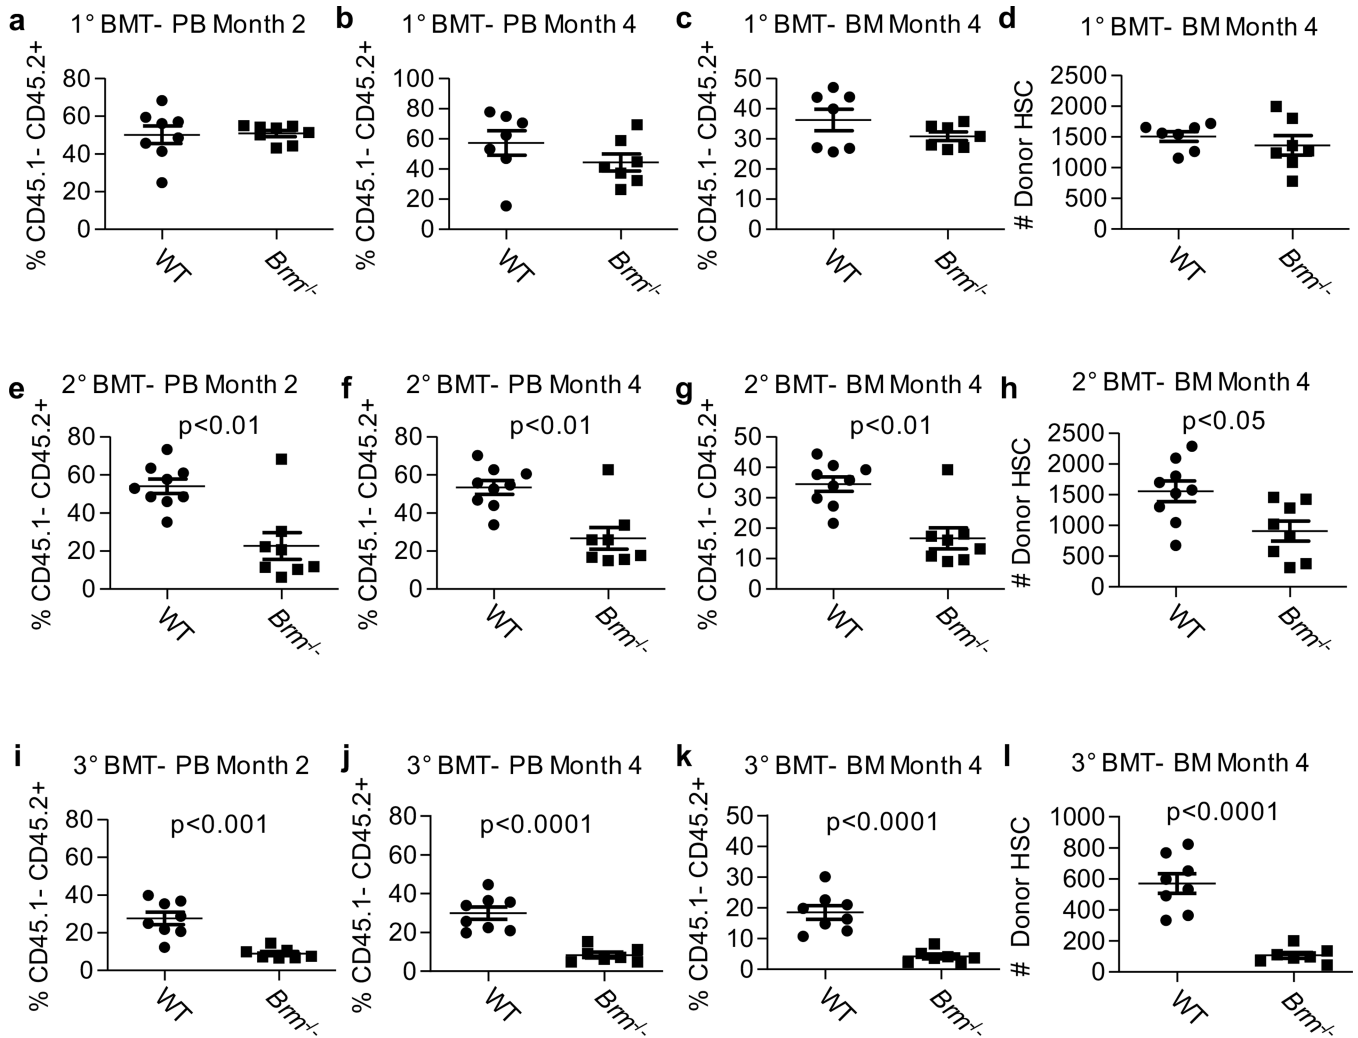 a
1° BMT- PB Month 2
% CD45.1- CD45.2+
80
60
40
20
0
WT
Brm-/-
b
1° BMT- PB Month 4
% CD45.1- CD45.2+
100
80
60
40
20
0
WT
Brm-/-
c
1° BMT- BM Month 4
% CD45.1- CD45.2+
50
40
30
20
10
0
WT
Brm-/-
d
1° BMT- BM Month 4
# Donor HSC
2500
2000
1500
1000
500
0
WT
Brm-/-
e
2° BMT- PB Month 2
p<0.01
% CD45.1- CD45.2+
80
60
40
20
0
WT
Brm-/-
f
2° BMT- PB Month 4
p<0.01
% CD45.1- CD45.2+
80
60
40
20
0
WT
Brm-/-
g
2° BMT- BM Month 4
p<0.01
% CD45.1- CD45.2+
50
40
30
20
10
0
WT
Brm-/-
h
2° BMT- BM Month 4
p<0.05
# Donor HSC
2500
2000
1500
1000
500
0
WT
Brm-/-
i
3° BMT- PB Month 2
p<0.001
% CD45.1- CD45.2+
80
60
40
20
0
WT
Brm-/-
j
3° BMT- PB Month 4
p<0.0001
% CD45.1- CD45.2+
80
60
40
20
0
WT
Brm-/-
k
3° BMT- BM Month 4
p<0.0001
% CD45.1- CD45.2+
50
40
30
20
10
0
WT
Brm-/-
l
3° BMT- BM Month 4
p<0.0001
# Donor HSC
1000
800
600
400
200
0
WT
Brm-/-